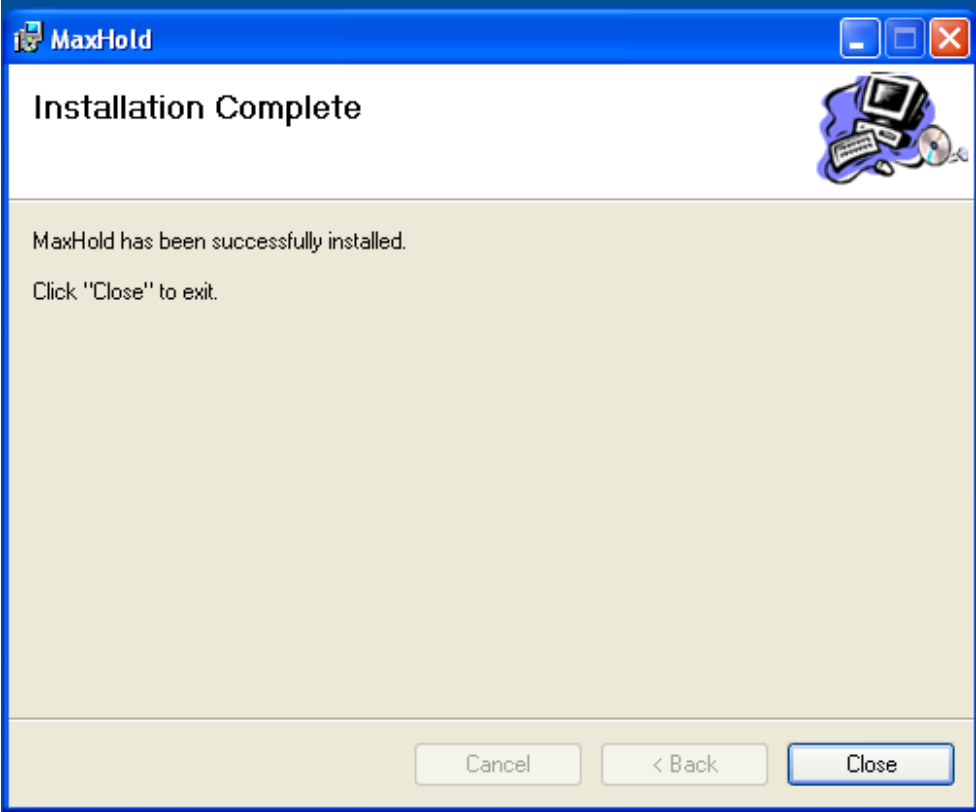 MaxHold
Installation Complete
MaxHold has been successfully installed.
Click "Close" to exit.
Cancel
< Back
Close